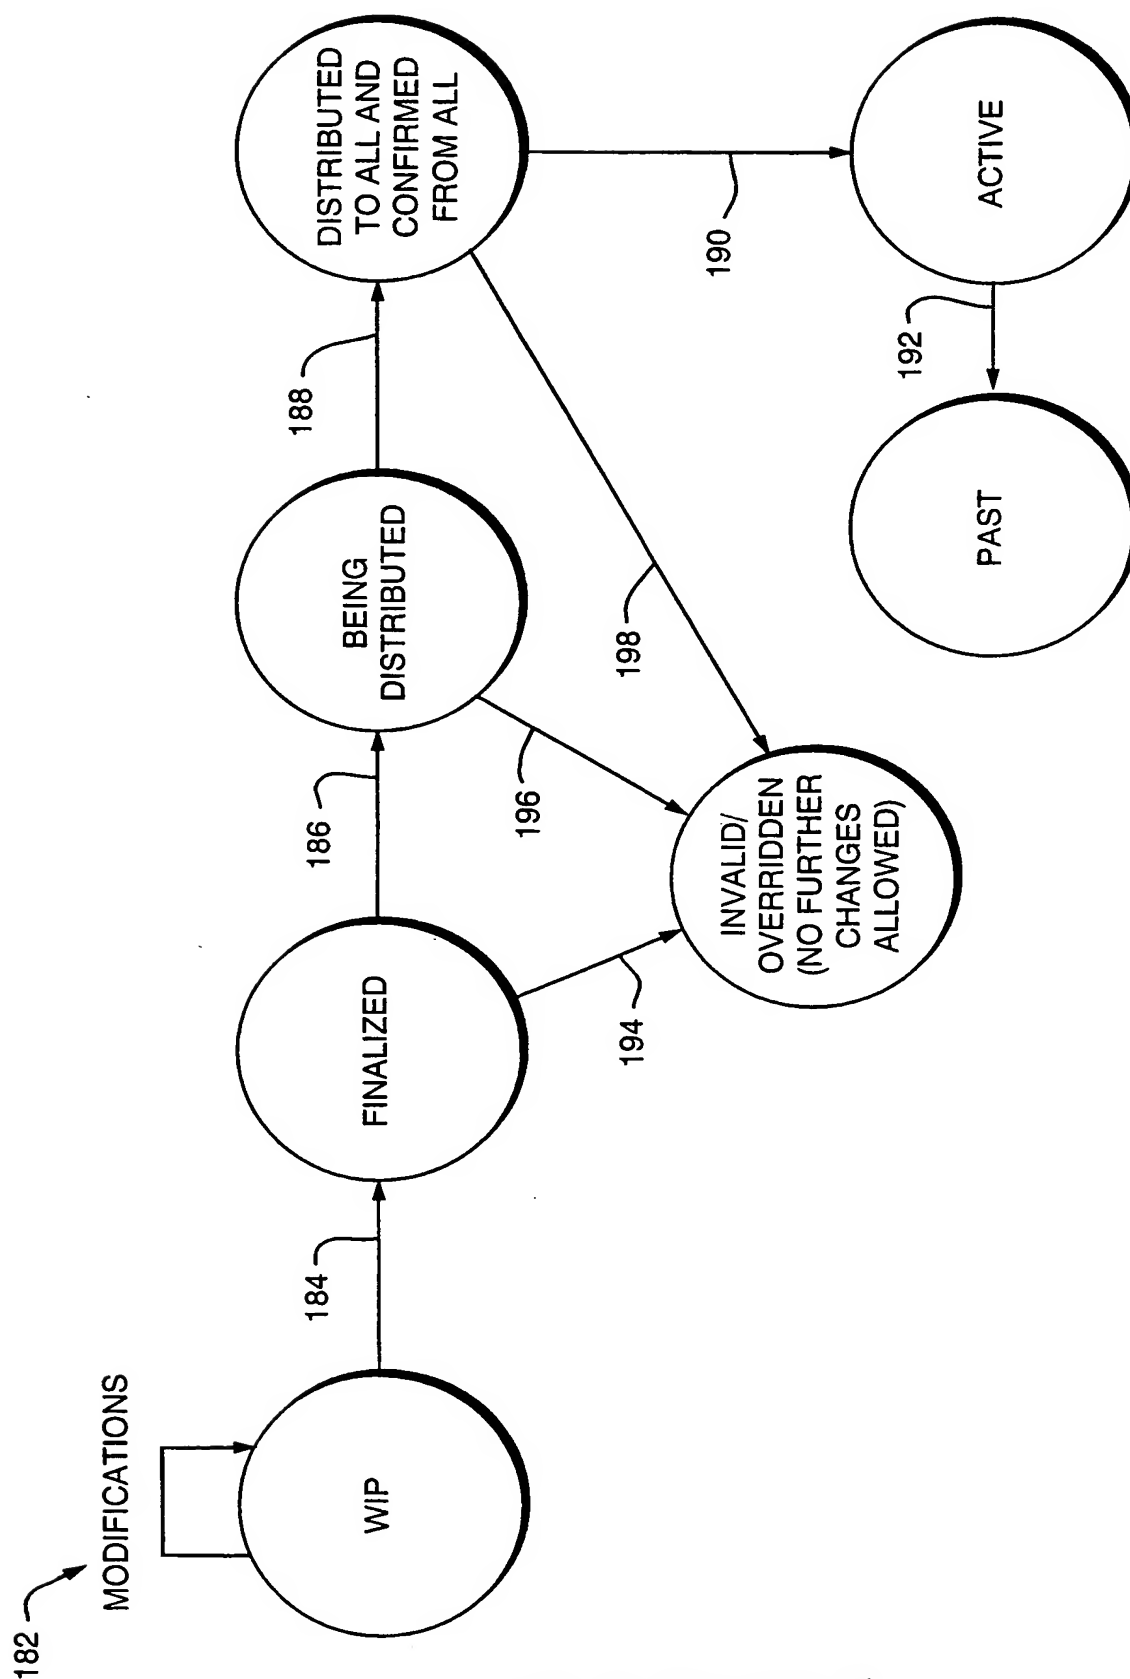 182
MODIFICATIONS
WIP
184
FINALIZED
186
BEING
DISTRIBUTED
188
DISTRIBUTED
TO ALL AND
CONFIRMED
FROM ALL
194
196
198
190
INVALID/
OVERRIDDEN
(NO FURTHER
CHANGES
ALLOWED)
PAST
192
ACTIVE